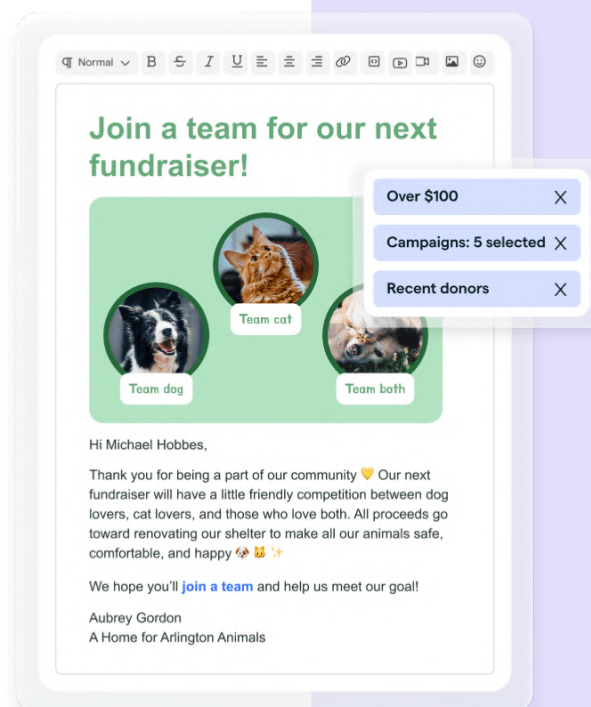 Normal
Join a team for our next
fundraiser!
Over $100
Campaigns: 5 selected
Recent donors
Team cat
Team dog
Team both
Hi Michael Hobbes,
Thank you for being a part of our community 💛 Our next
fundraiser will have a little friendly competition between dog
lovers, cat lovers, and those who love both. All proceeds go
toward renovating our shelter to make all our animals safe,
comfortable, and happy 🐶 🐱 ✨
We hope you’ll join a team and help us meet our goal!
Aubrey Gordon
A Home for Arlington Animals